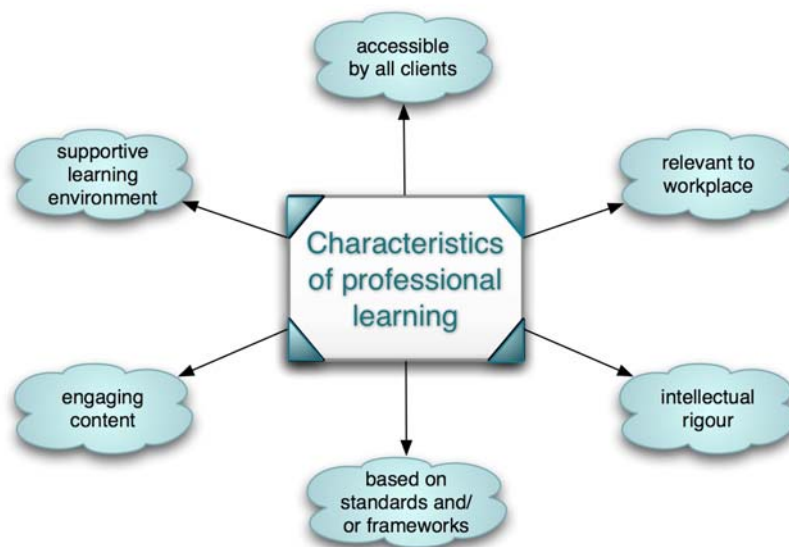 accessible
by all clients
supportive
learning
environment
relevant to
workplace
Characteristics
of professional
learning
engaging
content
intellectual
rigour
based on
standards and/
or frameworks